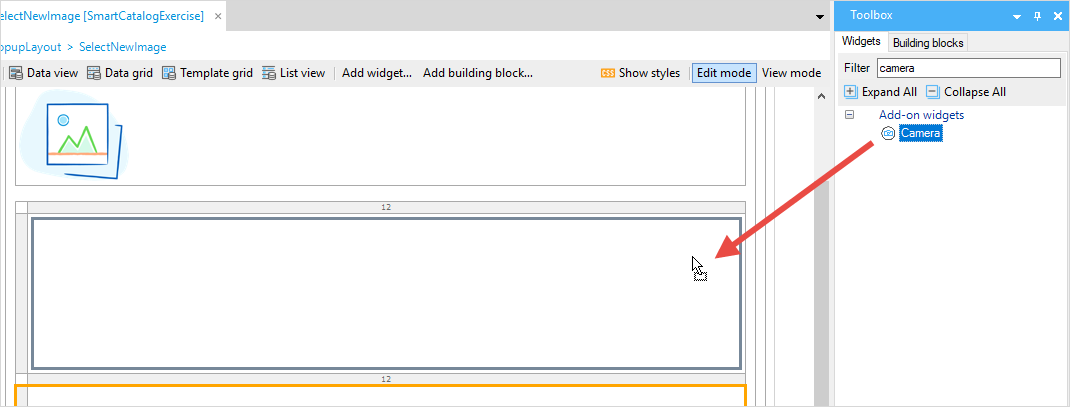 electNewImage [SmartCatalogExercise] ×
opupLayout > SelectNewImage
Data view Data grid Template grid List view Add widget... Add building block... CSS Show styles Edit mode View mode
12
12
Toolbox
Widgets Building blocks
Filter camera
Expand All Collapse All
Add-on widgets
Camera